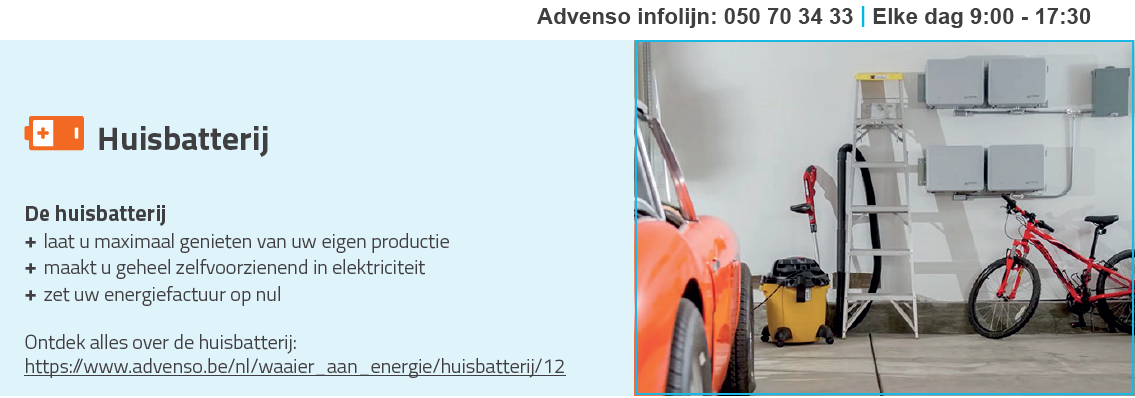 Advenso infolijn: 050 70 34 33 | Elke dag 9:00 - 17:30
Huisbatterij
De huisbatterij
+ laat u maximaal genieten van uw eigen productie
+ maakt u geheel zelfvoorzienend in elektriciteit
+ zet uw energiefactuur op nul
Ontdek alles over de huisbatterij:
https://www.advenso.be/nl/waaier_aan_energie/huisbatterij/12